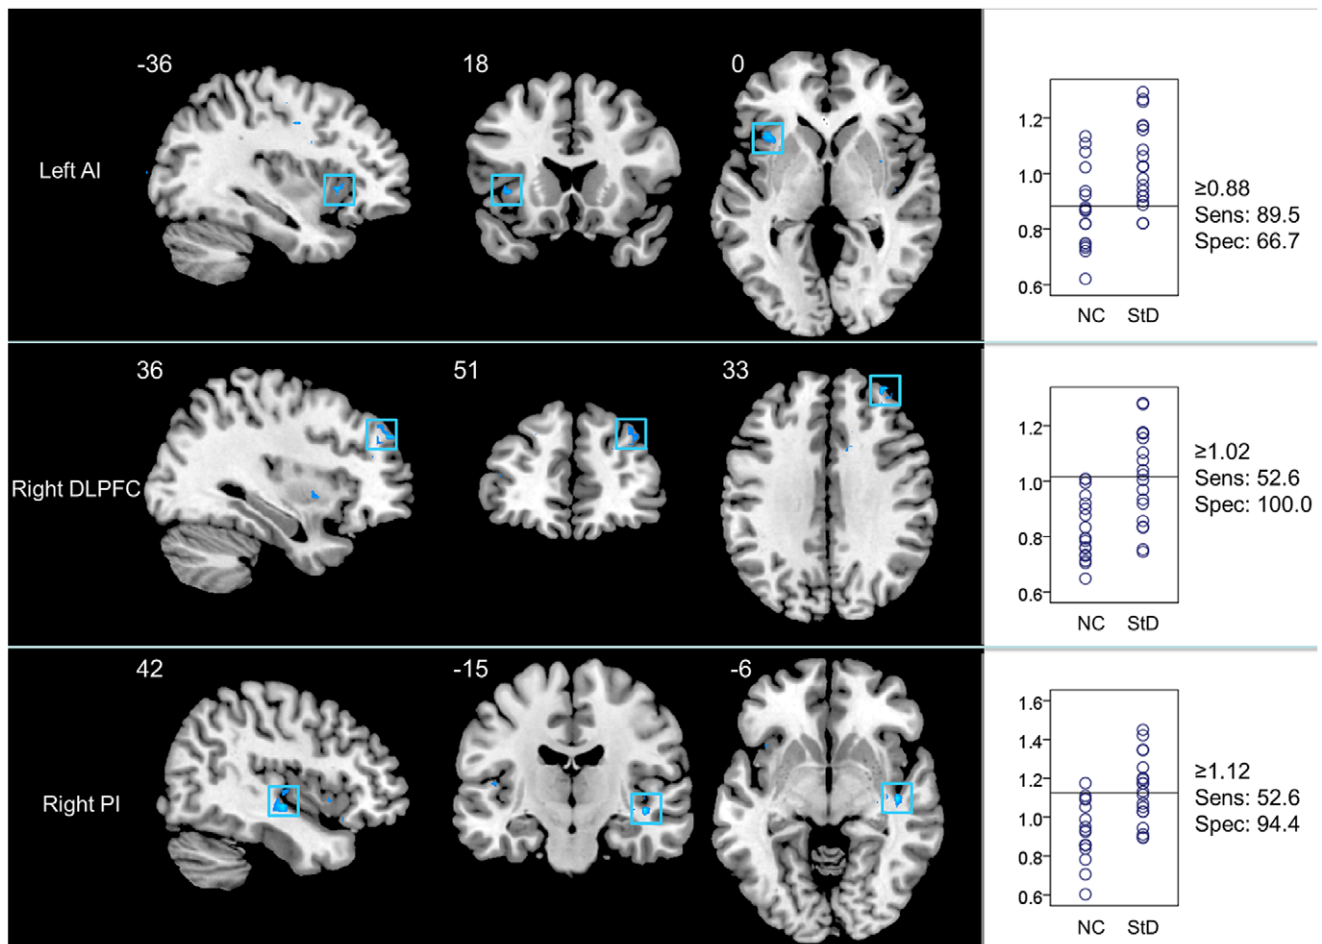 -36
18
0
Left AI
1.2
1.0
0.8
0.6
NC
StD
≥0.88
Sens: 89.5
Spec: 66.7
36
51
33
Right DLPFC
1.2
1.0
0.8
0.6
NC
StD
≥1.02
Sens: 52.6
Spec: 100.0
42
-15
-6
Right PI
1.6
1.4
1.2
1.0
0.8
0.6
NC
StD
≥1.12
Sens: 52.6
Spec: 94.4